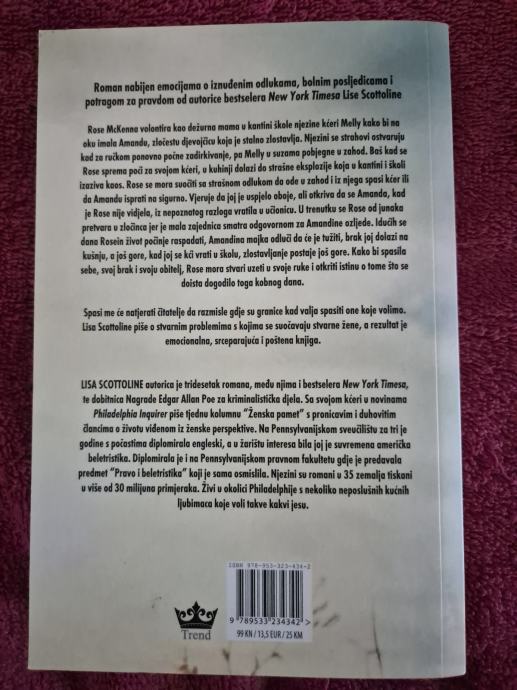 Roman nabijen emocijama o iznuđenim odlukama, bolnim posljedicama i
potragom za pravdom od autorice bestselera New York Timesa Lise Scottoline
Rose McKenna volontira kao dežurna mama u kantini škole njezine kćeri Melly kako bi na
oku imala Amandu, zločestu djevojčicu koja je stalno zlostavlja. Njezini se strahovi ostvaruju
kad za ručkom ponovno počne zadirkivanje, pa Melly u suzama pobjegne u zahod. Baš kad se
Rose sprema poći za svojom kćeri, u kuhinji dolazi do strašne eksplozije koja u kantini i školi
izaziva kaos. Rose se mora suočiti sa strašnom odlukom da ode u zahod i iz njega spasi kćer ili
da Amandu isprati na sigurno. Vjeruje da joj je uspjelo oboje, ali otkriva da se Amanda, kad
je Rose nije vidjela, iz nepoznatog razloga vratila u učionicu. U trenutku se Rose od junaka
pretvara u zločinca jer je mala zajednica smatra odgovornom za Amandine ozljede. Idućih se
dana Rosein život počinje raspadati, Amandina majka odluči da će je tužiti, brak joj dolazi na
kušnju, a još gore, kad joj se kći vrati u školu, zlostavljanje postaje još gore. Kako bi spasila
sebe, svoj brak i svoju obitelj, Rose mora stvari uzeti u svoje ruke i otkriti istinu o tome što se
doista dogodilo toga kobnog dana.
Spasi me će natjerati čitatelje da razmisle gdje su granice kad valja spasiti one koje volimo.
Lisa Scottoline piše o stvarnim problemima s kojima se suočavaju stvarne žene, a rezultat je
emocionalna, srceparajuća i poštena knjiga.
LISA SCOTTOLINE autorica je tridesetak romana, među njima i bestselera New York Timesa,
te dobitnica Nagrade Edgar Allan Poe za kriminalistička djela. Sa svojom kćeri u novinama
Philadelphia Inquirer piše tjednu kolumnu "Ženska pamet" s pronicavim i duhovitim
člancima o životu viđenom iz ženske perspektive. Na Pennsylvanijskom sveučilištu za tri je
godine s počastima diplomirala engleski, a u žarištu interesa bila joj je suvremena američka
beletristika. Diplomirala je i na Pennsylvanijskom pravnom fakultetu gdje je predavala
predmet "Pravo i beletristika" koji je sama osmislila. Njezini su romani u 35 zemalja tiskani
u više od 30 milijuna primjeraka. Živi u okolici Philadelphije s nekoliko neposlušnih kućnih
ljubimaca koje voli takve kakvi jesu.
ISBN 978-953-323-434-2
9 789533 234342 >
Trend
99 KN / 13,5 EUR / 25 KM